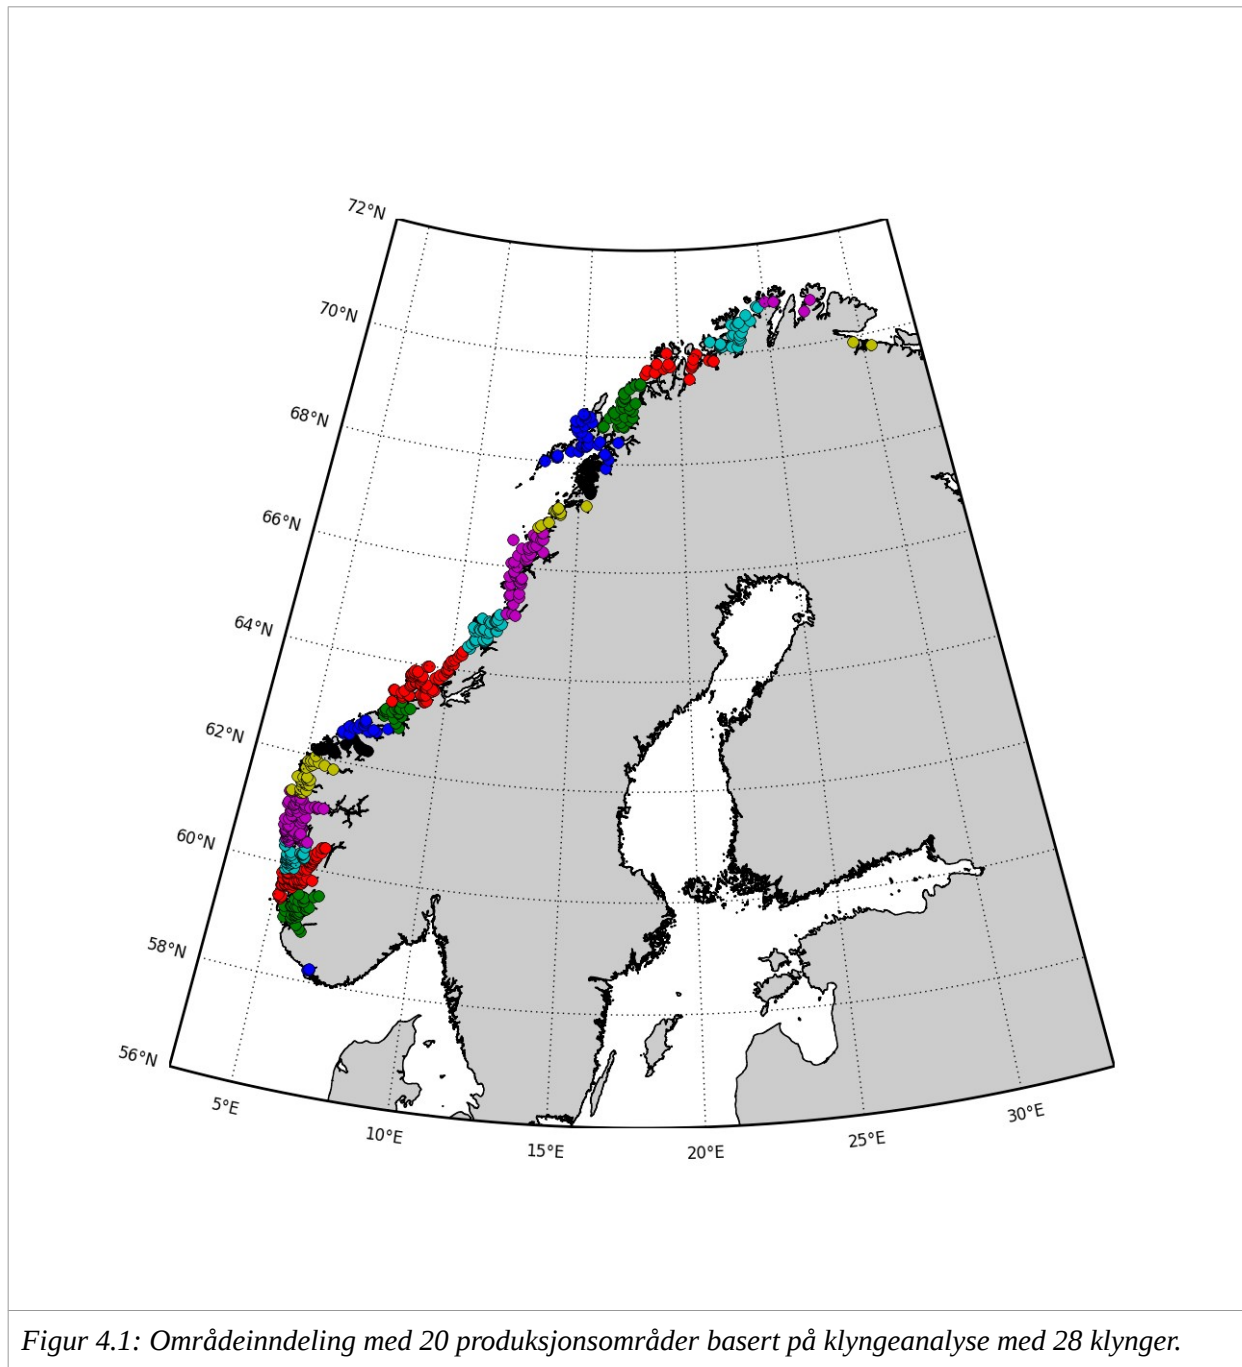 72°N
70°N
68°N
66°N
64°N
62°N
60°N
58°N
56°N
5°E
10°E
15°E
20°E
25°E
30°E
Figur 4.1: Områdeinndeling med 20 produksjonsområder basert på klyngeanalyse med 28 klynger.